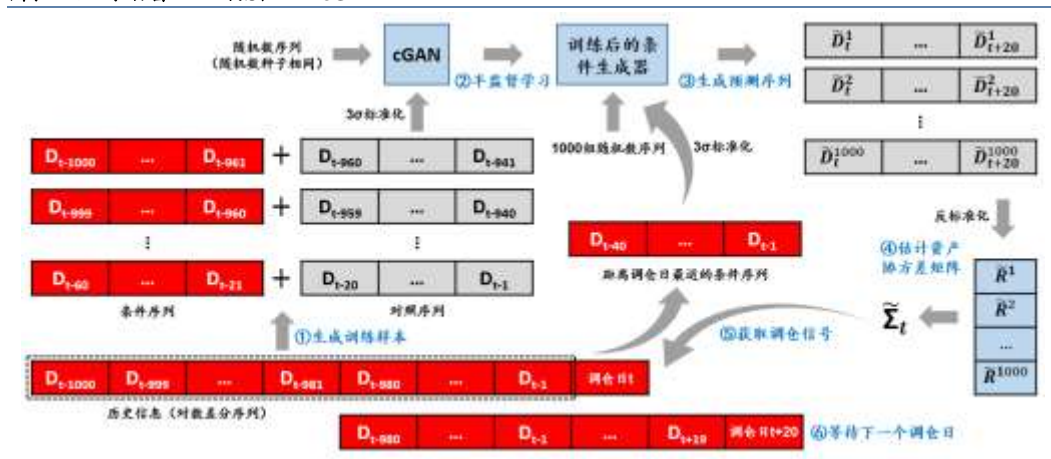 随机数序列
(随机数种子相同)
cGAN
②半监督学习
训练后的条
件生成器
③生成预测序列
D̃¹ₜ ... D̃¹ₜ₊₂₀
D̃²ₜ ... D̃²ₜ₊₂₀
⋮
D̃¹⁰⁰⁰ₜ ... D̃¹⁰⁰⁰ₜ₊₂₀
3σ标准化
1000组随机数序列
3σ标准化
反标准化
Dt-1000 ... Dt-961 + Dt-960 ... Dt-941
Dt-999 ... Dt-960 + Dt-959 ... Dt-940
⋮
Dt-60 ... Dt-21 + Dt-20 ... Dt-1
条件序列
对照序列
Dt-40 ... Dt-1
距离调仓日最近的条件序列
④估计资产
协方差矩阵
R̃¹
R̃²
...
R̃¹⁰⁰⁰
Σ̃ₜ
①生成训练样本
⑤获取调仓信号
Dt-1000 Dt-999 ... Dt-981 Dt-980 ... Dt-1 调仓日t
历史信息(对数差分序列)
Dt-980 ... Dt-1 ... Dt+19 调仓日t+20
⑥等待下一个调仓日